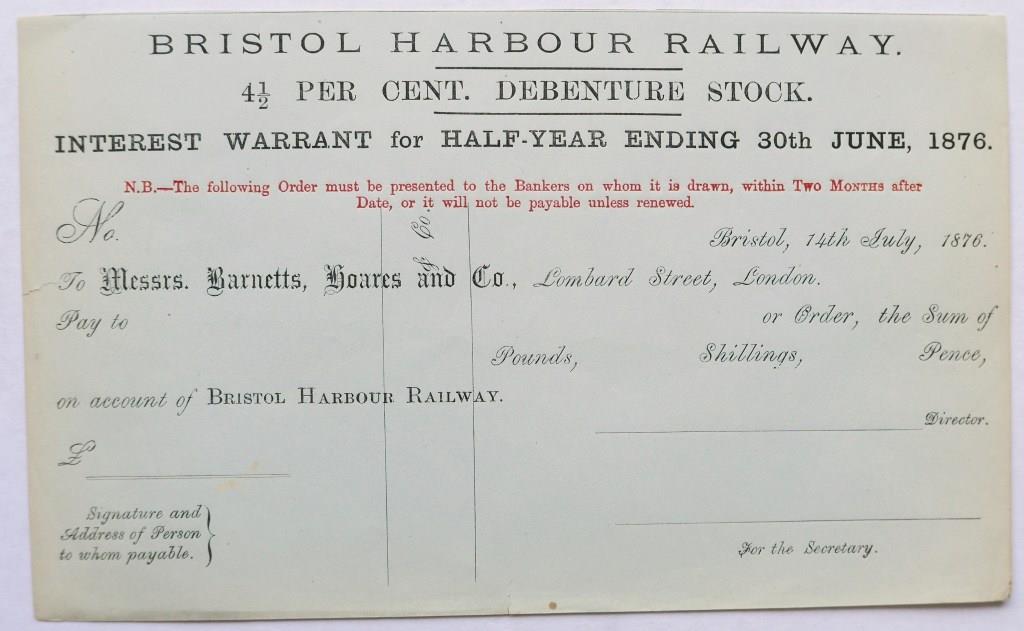 BRISTOL HARBOUR RAILWAY.
4½ PER CENT. DEBENTURE STOCK.
INTEREST WARRANT for HALF-YEAR ENDING 30th JUNE, 1876.
N.B.—The following Order must be presented to the Bankers on whom it is drawn, within Two Months after
Date, or it will not be payable unless renewed.
No.
& Co.
Bristol, 14th July, 1876.
To Messrs. Barnetts, Hoares and Co., Lombard Street, London.
Pay to
or Order, the Sum of
Pounds, Shillings, Pence,
on account of BRISTOL HARBOUR RAILWAY.
Director.
£
Signature and
Address of Person
to whom payable.
For the Secretary.